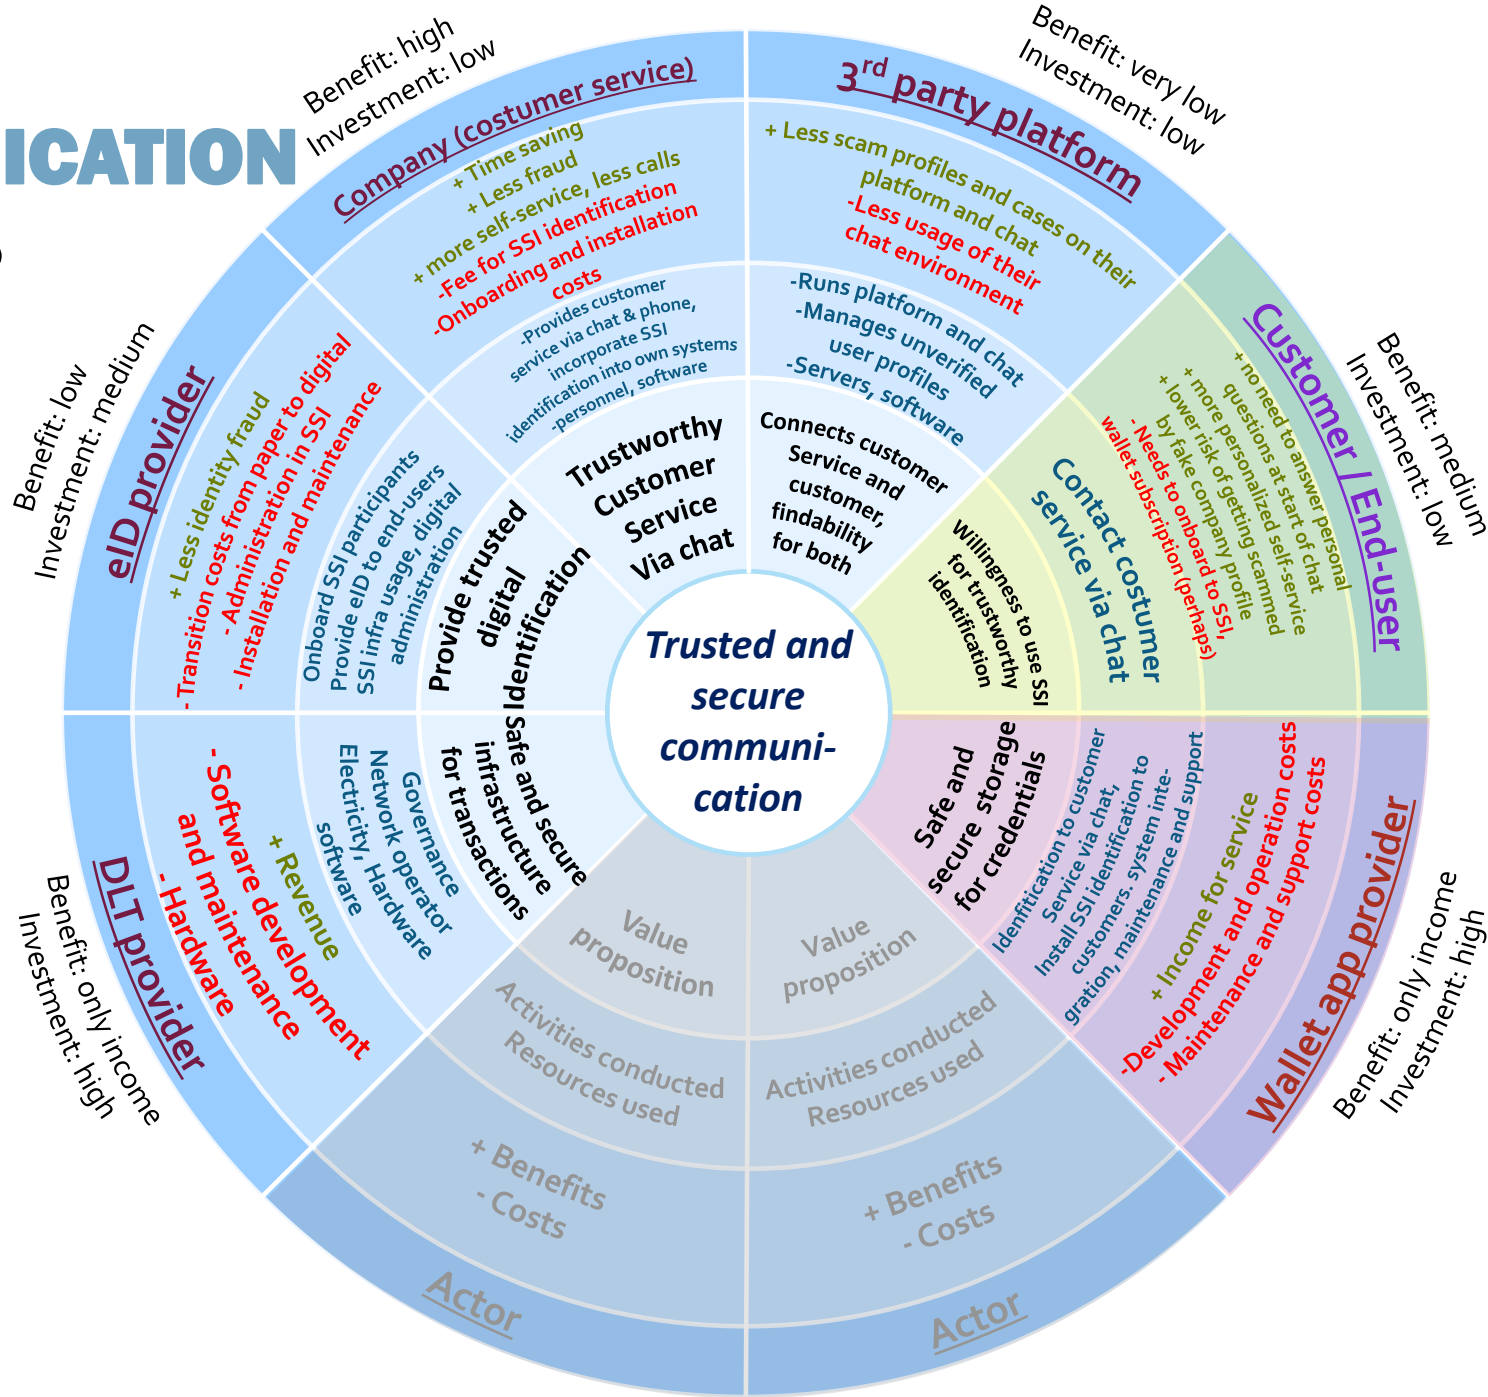 ICATION
)
Benefit: high
Investment: low
Company (costumer service)
+ Time saving
+ Less fraud
+ more self-service, less calls
-Fee for SSI identification
-Onboarding and installation
costs
-Provides customer
service via chat & phone,
incorporate SSI
identification into own systems
-personnel, software
Trustworthy
Customer
Service
Via chat
Benefit: very low
Investment: low
3rd party platform
+ Less scam profiles and cases on their
platform and chat
-Less usage of their
chat environment
-Runs platform and chat
-Manages unverified
user profiles
-Servers, software
Connects customer
Service and
customer,
findability
for both
Benefit: medium
Investment: low
Customer / End-user
+ no need to answer personal
questions at start of chat
+ more personalized self-service
+ lower risk of getting scammed
by fake company profile
- Needs to onboard to SSI,
wallet subscription (perhaps)
Contact costumer
service via chat
Willingness to use SSI
for trustworthy
identification
Benefit: only income
Investment: high
Wallet app provider
+ Income for service
-Development and operation costs
- Maintenance and support costs
Idenfitication to customer
Service via chat,
Install SSI identification to
customers. system inte-
gration, maintenance and support
Safe and
secure storage
for credentials
Value
proposition
Activities conducted
Resources used
+ Benefits
- Costs
Actor
Value
proposition
Activities conducted
Resources used
+ Benefits
- Costs
Actor
Benefit: only income
Investment: high
DLT provider
+ Revenue
- Software development
and maintenance
- Hardware
Governance
Network operator
Electricity, Hardware
software
Safe and secure
infrastructure
for transactions
Benefit: low
Investment: medium
eID provider
+ Less identity fraud
- Transition costs from paper to digital
- Administration in SSI
- Installation and maintenance
Onboard SSI participants
Provide eID to end-users
SSI infra usage, digital
administration
Provide trusted
digital
Identification
Trusted and
secure
communi-
cation